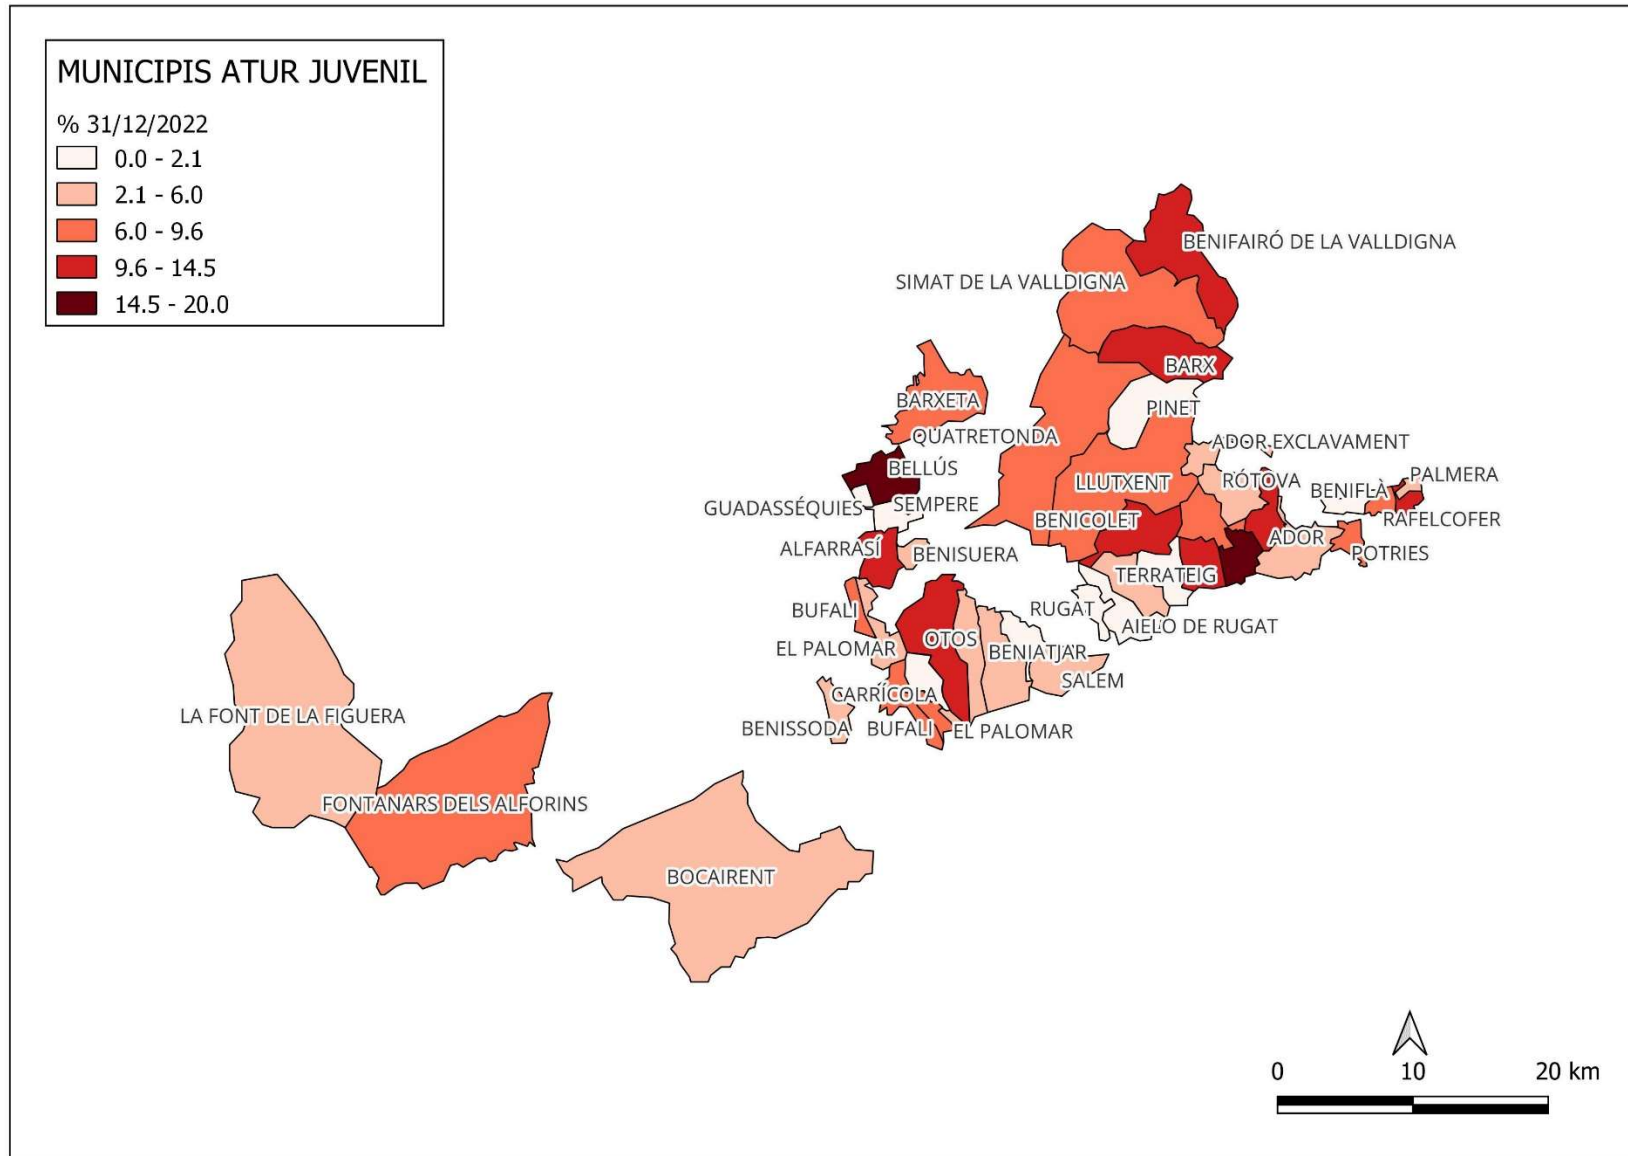 MUNICIPIS ATUR JUVENIL
% 31/12/2022
0.0 - 2.1
2.1 - 6.0
6.0 - 9.6
9.6 - 14.5
14.5 - 20.0
BENIFAIRÓ DE LA VALLDIGNA
SIMAT DE LA VALLDIGNA
BARX
BARXETA
PINET
QUATRETONDA
ADOR EXCLAVAMENT
BELLÚS
LLUTXENT
RÓTOVA
PALMERA
BENIFLÀ
GUADASSÉQUIES
SEMPERE
BENICOLET
RAFELCOFER
ADOR
ALFARRASÍ
BENISUERA
POTRIES
TERRATEIG
BUFALI
RUGAT
AIELO DE RUGAT
EL PALOMAR
OTOS
BENIATJAR
SALEM
CARRÍCOLA
BENISSODA
BUFALI
EL PALOMAR
LA FONT DE LA FIGUERA
FONTANARS DELS ALFORINS
BOCAIRENT
0 10 20 km